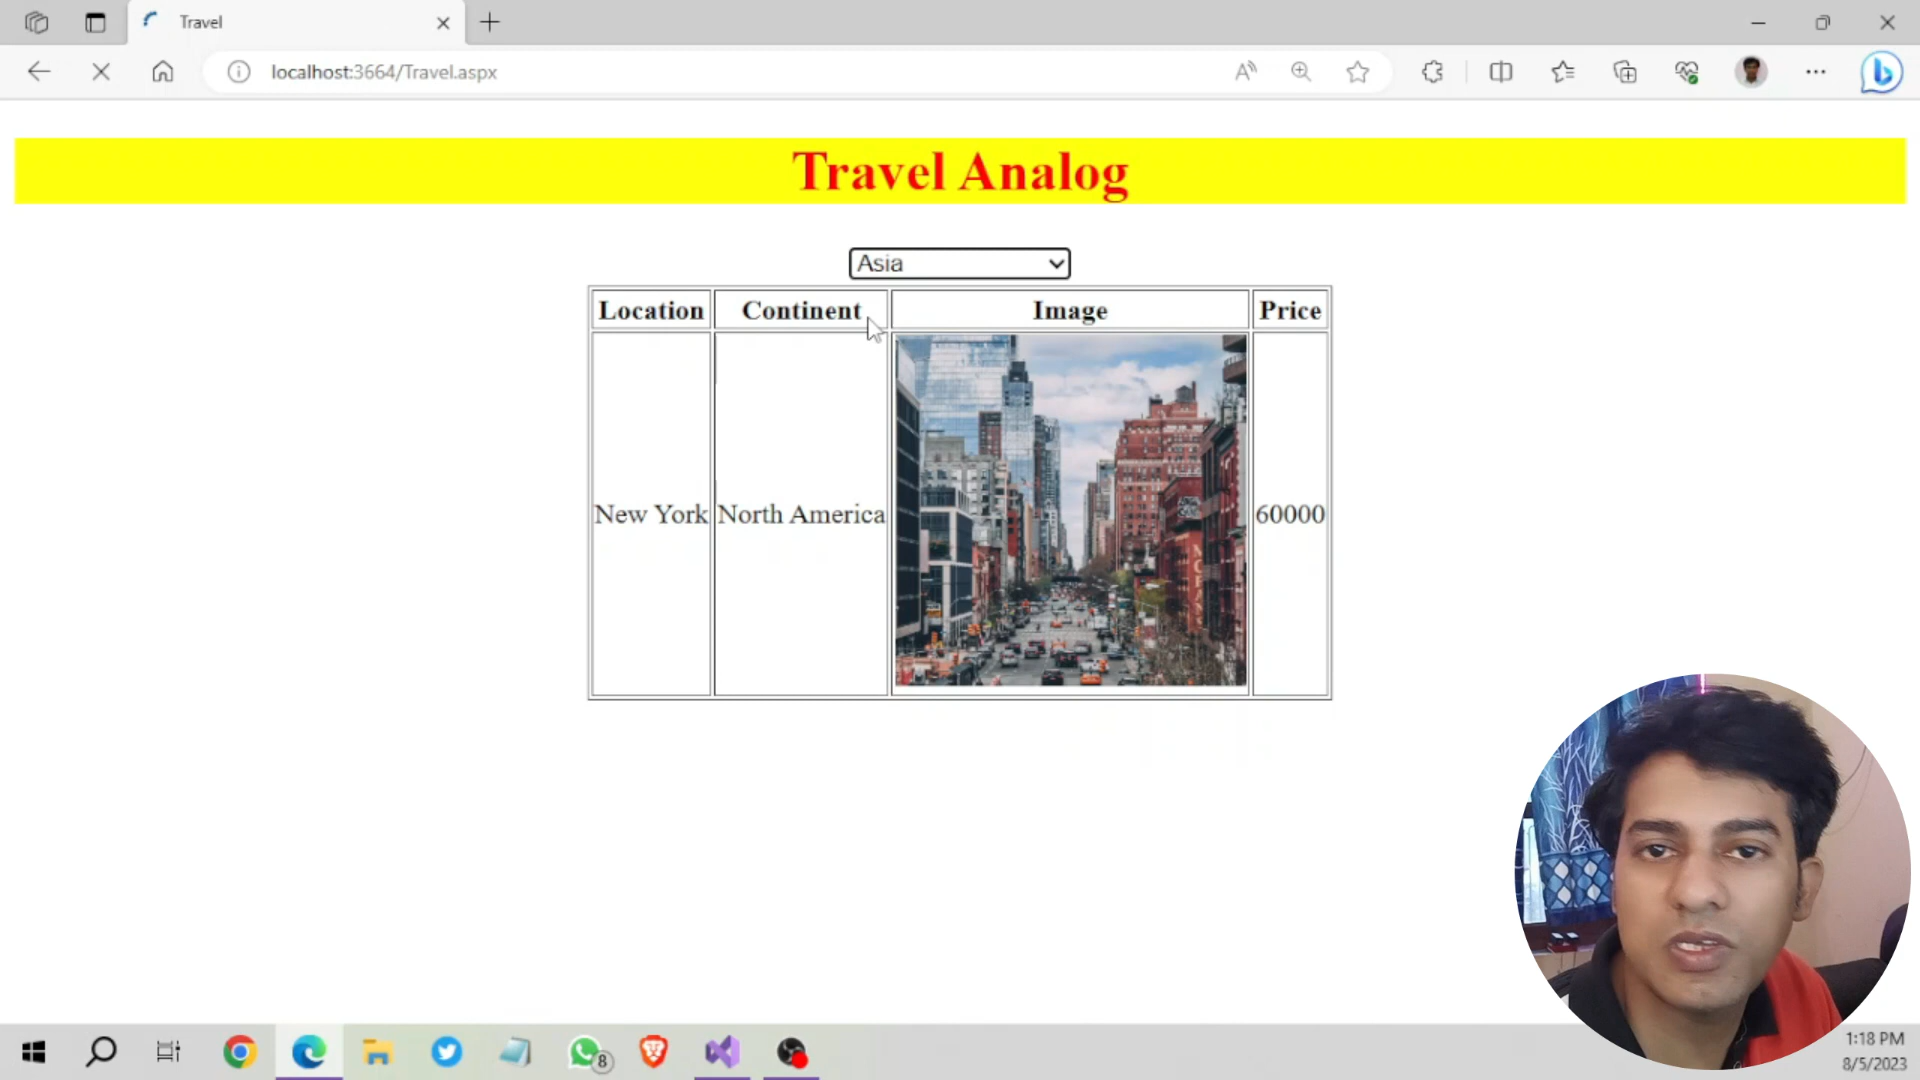 Travel
localhost:3664/Travel.aspx
Travel Analog
Asia
Location Continent Image Price
New York North America 60000
8
1:18 PM
8/5/2023